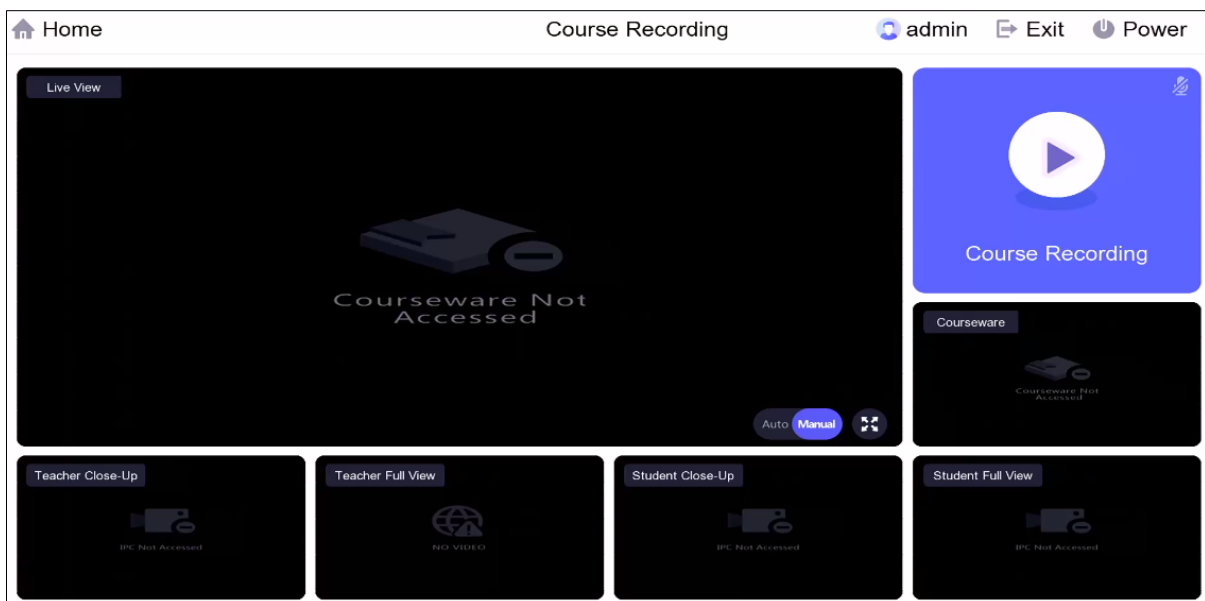 Home
Course Recording
admin
Exit
Power
Live View
Courseware Not
Accessed
Auto
Manual
Course Recording
Courseware
Courseware Not
Accessed
Teacher Close-Up
IPC Not Accessed
Teacher Full View
NO VIDEO
Student Close-Up
IPC Not Accessed
Student Full View
IPC Not Accessed